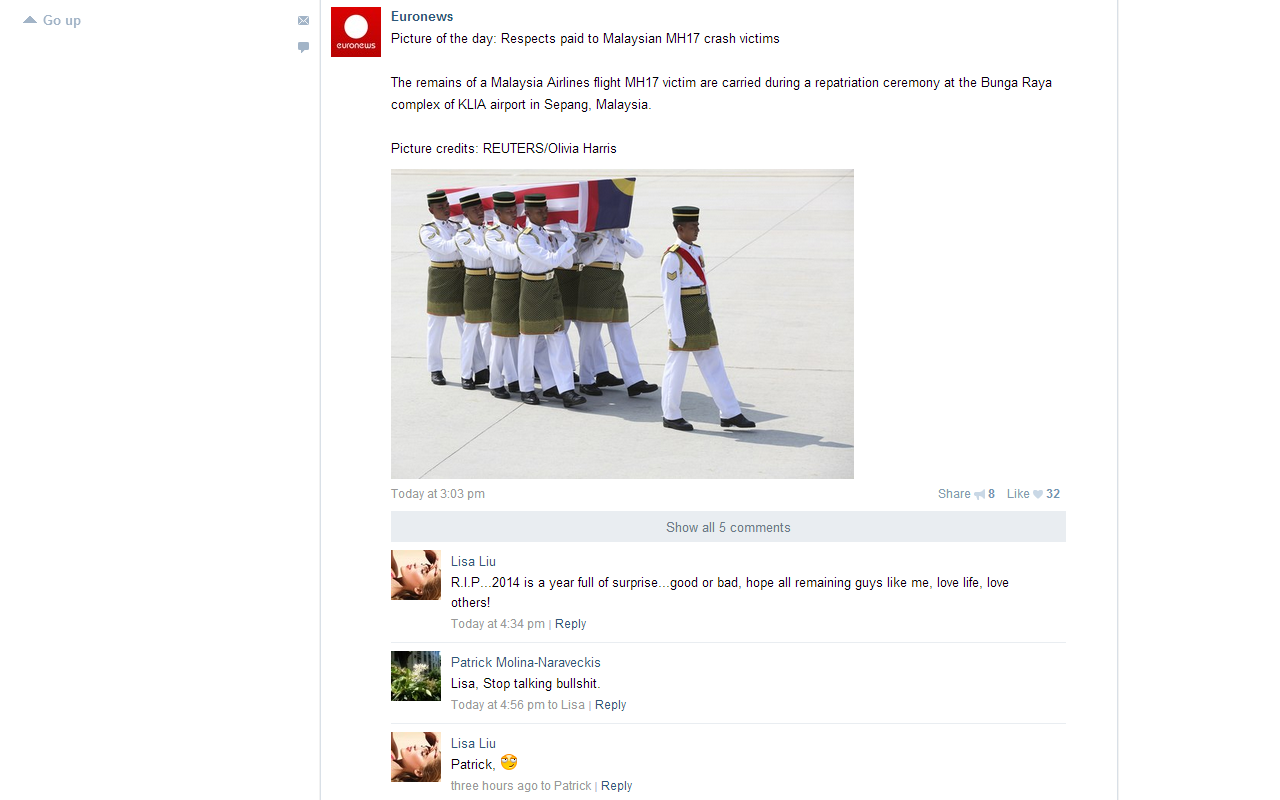 Go up
euronews
Euronews
Picture of the day: Respects paid to Malaysian MH17 crash victims
The remains of a Malaysia Airlines flight MH17 victim are carried during a repatriation ceremony at the Bunga Raya
complex of KLIA airport in Sepang, Malaysia.
Picture credits: REUTERS/Olivia Harris
Today at 3:03 pm Share 8 Like 32
Show all 5 comments
Lisa Liu
R.I.P...2014 is a year full of surprise...good or bad, hope all remaining guys like me, love life, love
others!
Today at 4:34 pm | Reply
Patrick Molina-Naraveckis
Lisa, Stop talking bullshit.
Today at 4:56 pm to Lisa | Reply
Lisa Liu
Patrick, 🙄
three hours ago to Patrick | Reply